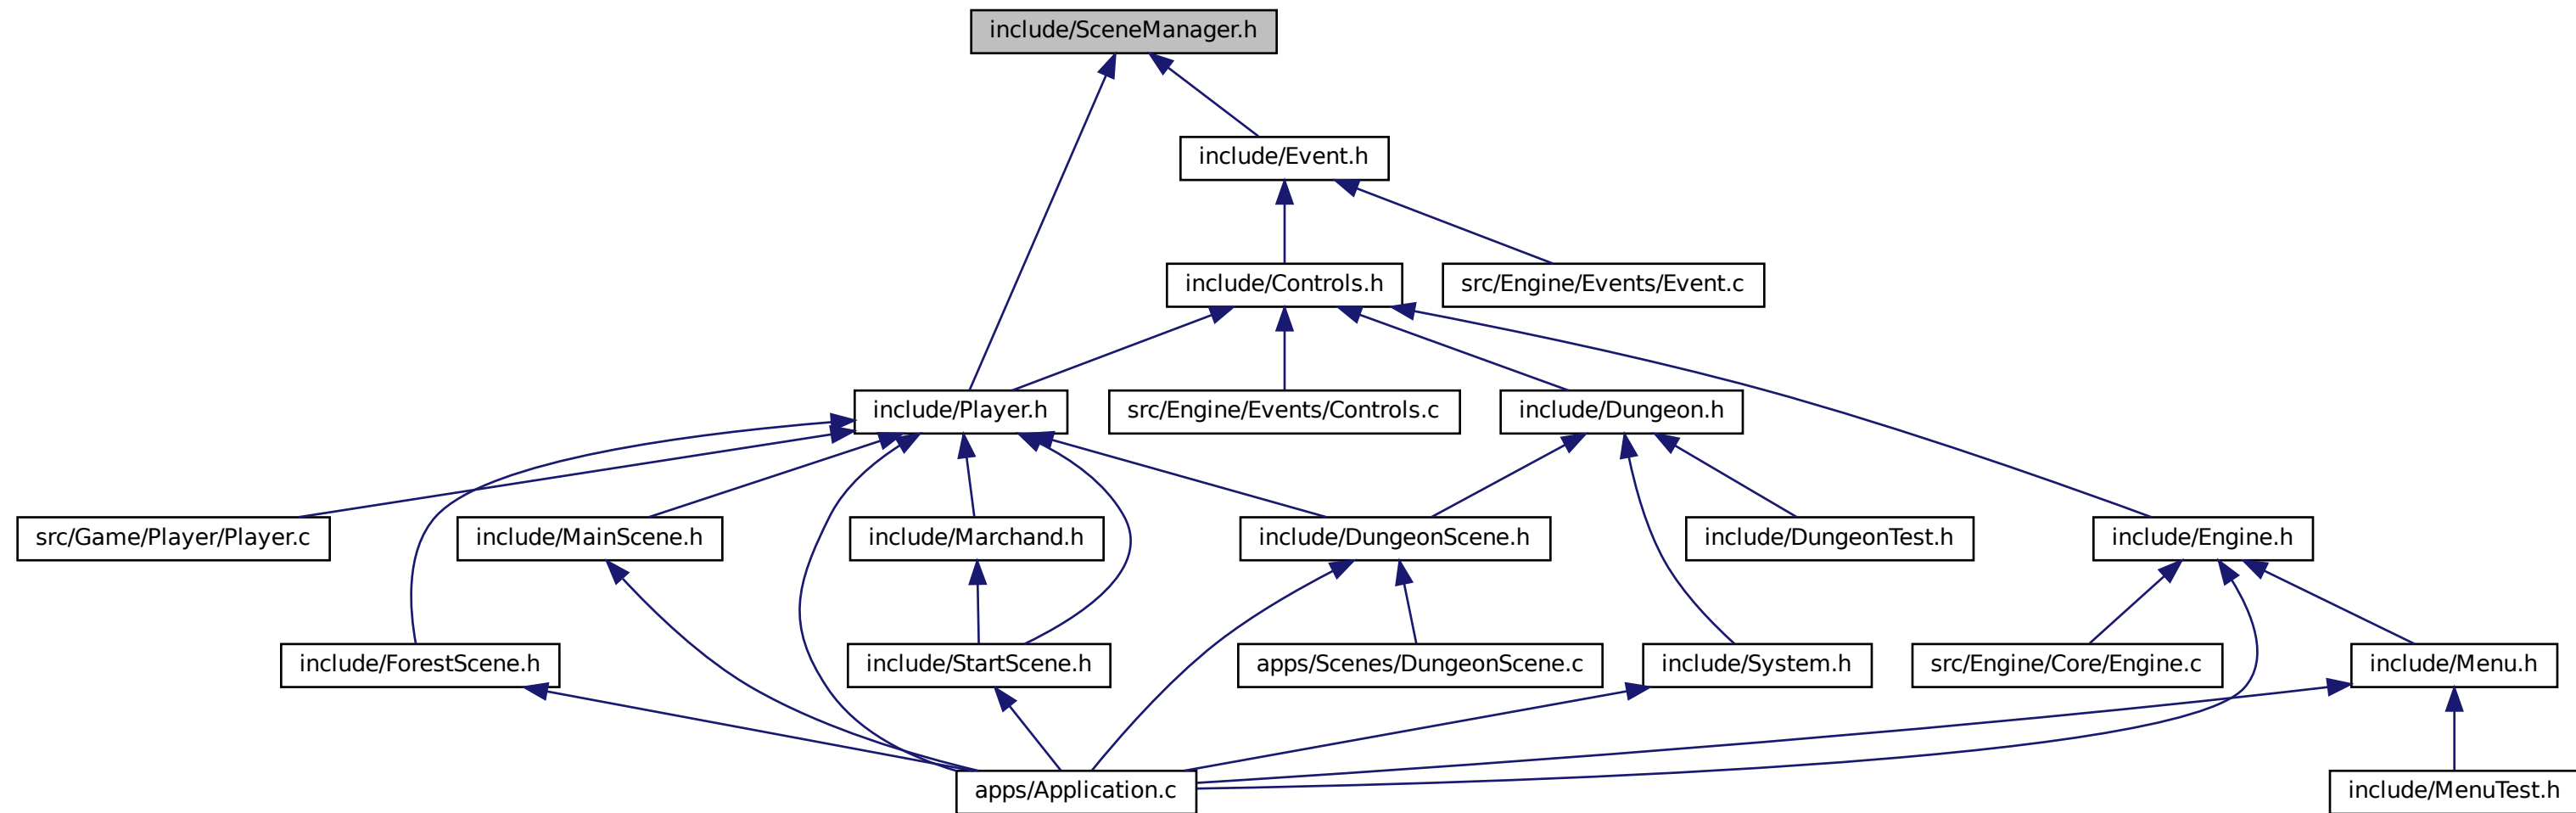 include/SceneManager.h
include/Event.h
include/Controls.h
src/Engine/Events/Event.c
include/Player.h
src/Engine/Events/Controls.c
include/Dungeon.h
src/Game/Player/Player.c
include/MainScene.h
include/Marchand.h
include/DungeonScene.h
include/DungeonTest.h
include/Engine.h
include/ForestScene.h
include/StartScene.h
apps/Scenes/DungeonScene.c
include/System.h
src/Engine/Core/Engine.c
include/Menu.h
apps/Application.c
include/MenuTest.h